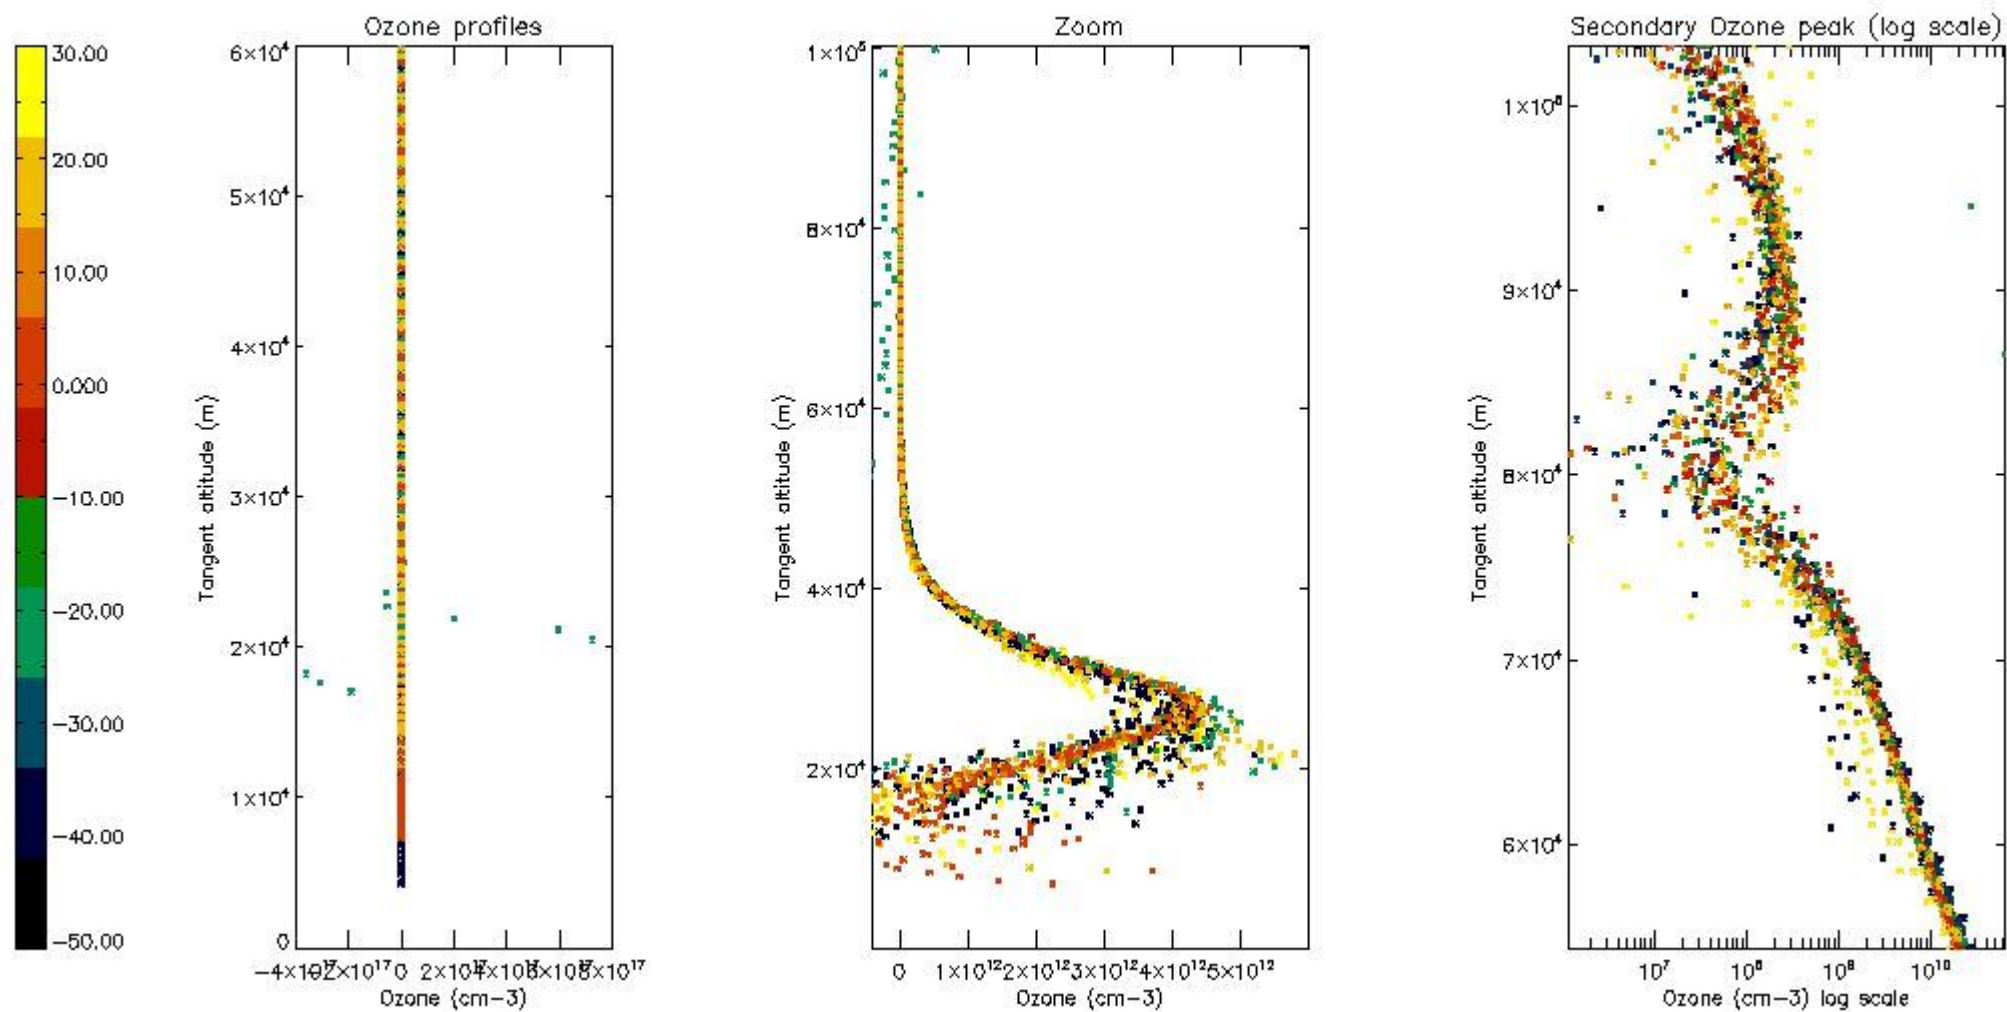 Ozone profiles
Zoom
Secondary Ozone peak (log scale)
30.00
20.00
10.00
0.000
−10.00
−20.00
−30.00
−40.00
−50.00
6×10⁴
5×10⁴
4×10⁴
3×10⁴
2×10⁴
1×10⁴
0
Tangent altitude (m)
0
Ozone (cm−3)
1×10⁵
8×10⁴
6×10⁴
4×10⁴
2×10⁴
Tangent altitude (m)
0 1×10¹² 2×10¹² 3×10¹² 4×10¹² 5×10¹²
Ozone (cm−3)
9×10⁴
8×10⁴
7×10⁴
6×10⁴
Tangent altitude (m)
10⁷ 10⁸ 10⁹ 10¹⁰
Ozone (cm−3) log scale